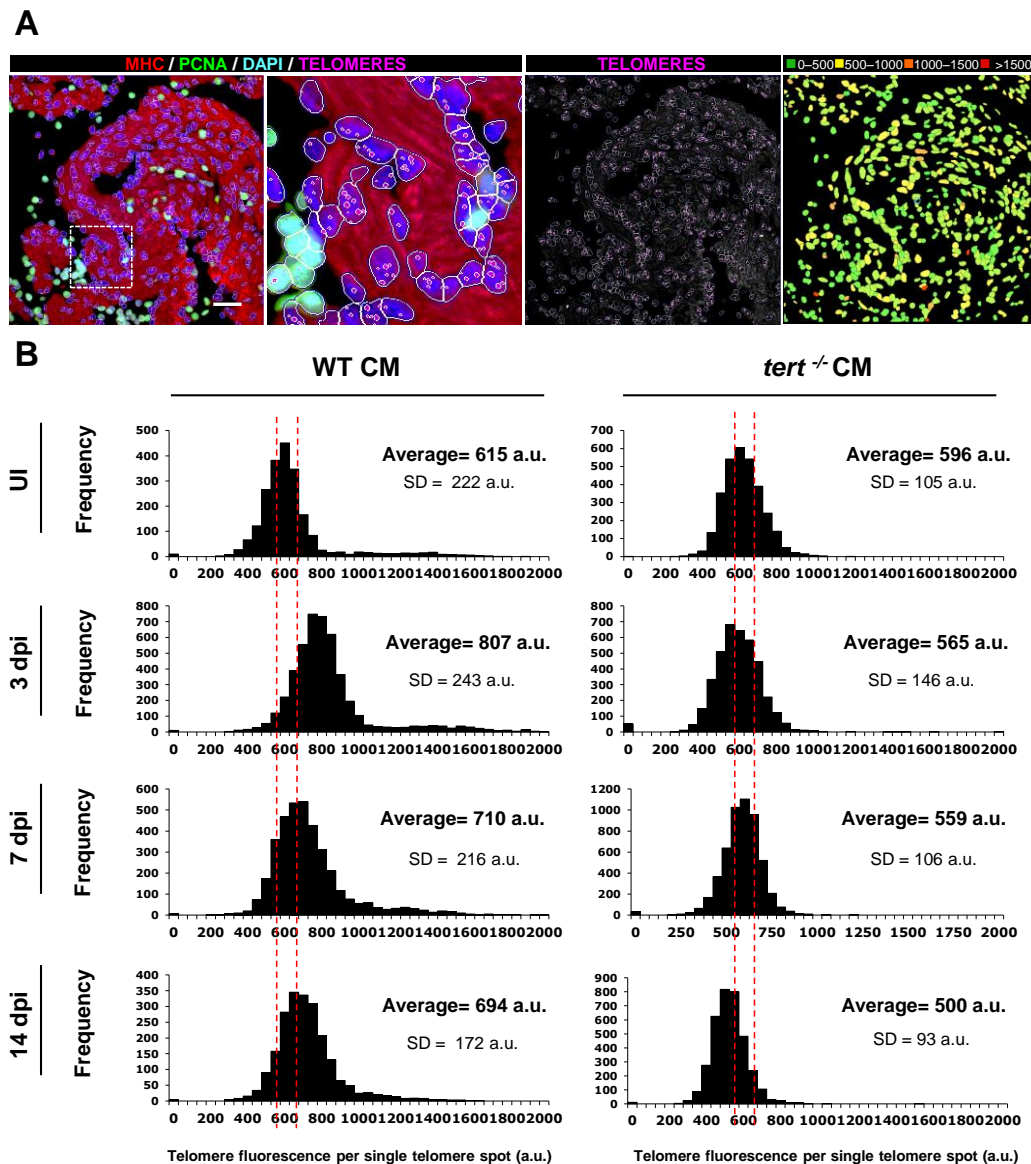 A
MHC / PCNA / DAPI / TELOMERES
TELOMERES
0–500 500–1000 1000–1500 >1500
B
WT CM
tert -/- CM
UI
Frequency
500
400
300
200
100
0
Average= 615 a.u.
SD = 222 a.u.
0 200 400 600 800 1000 1200 1400 1600 1800 2000
700
600
500
400
300
200
100
0
Average= 596 a.u.
SD = 105 a.u.
0 200 400 600 800 1000 1200 1400 1600 1800 2000
3 dpi
Frequency
800
700
600
500
400
300
200
100
0
Average= 807 a.u.
SD = 243 a.u.
0 200 400 600 800 1000 1200 1400 1600 1800 2000
800
700
600
500
400
300
200
100
0
Average= 565 a.u.
SD = 146 a.u.
0 200 400 600 800 1000 1200 1400 1600 1800 2000
7 dpi
Frequency
600
500
400
300
200
100
0
Average= 710 a.u.
SD = 216 a.u.
0 200 400 600 800 1000 1200 1400 1600 1800 2000
1200
1000
800
600
400
200
0
Average= 559 a.u.
SD = 106 a.u.
0 250 500 750 1000 1250 1500 1750 2000
14 dpi
Frequency
400
350
300
250
200
150
100
50
0
Average= 694 a.u.
SD = 172 a.u.
0 200 400 600 800 1000 1200 1400 1600 1800 2000
900
800
700
600
500
400
300
200
100
0
Average= 500 a.u.
SD = 93 a.u.
0 200 400 600 800 1000 1200 1400 1600 1800 2000
Telomere fluorescence per single telomere spot (a.u.)
Telomere fluorescence per single telomere spot (a.u.)